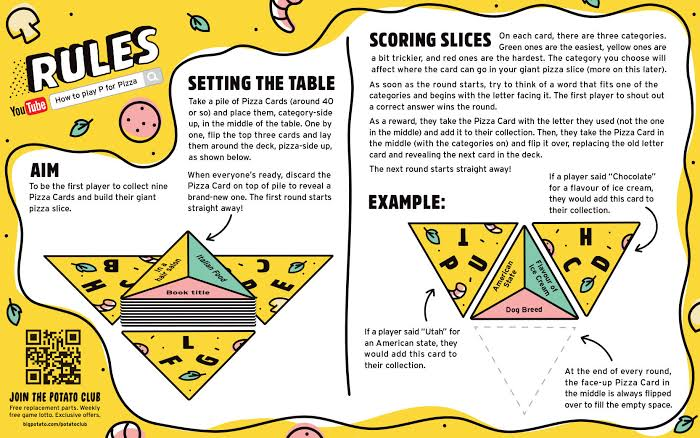 RULES
YouTube How to play P for Pizza
AIM
To be the first player to collect nine
Pizza Cards and build their giant
pizza slice.
SETTING THE TABLE
Take a pile of Pizza Cards (around 40
or so) and place them, category-side
up, in the middle of the table. One by
one, flip the top three cards and lay
them around the deck, pizza-side up,
as shown below.
When everyone's ready, discard the
Pizza Card on top of pile to reveal a
brand-new one. The first round starts
straight away!
H
C
B
In a
hair salon
Italian Food
Book title
E
C
L
F
G
JOIN THE POTATO CLUB
Free replacement parts. Weekly
free game lotto. Exclusive offers.
bigpotato.com/potatoclub
SCORING SLICES
On each card, there are three categories.
Green ones are the easiest, yellow ones are
a bit trickier, and red ones are the hardest. The category you choose will
affect where the card can go in your giant pizza slice (more on this later).
As soon as the round starts, try to think of a word that fits one of the
categories and begins with the letter facing it. The first player to shout out
a correct answer wins the round.
As a reward, they take the Pizza Card with the letter they used (not the one
in the middle) and add it to their collection. Then, they take the Pizza Card in
the middle (with the categories on) and flip it over, replacing the old letter
card and revealing the next card in the deck.
The next round starts straight away!
EXAMPLE:
If a player said "Chocolate"
for a flavour of ice cream,
they would add this card to
their collection.
T
P
U
American
State
Flavour of
Ice Cream
Dog Breed
H
C
D
If a player said "Utah" for
an American state, they
would add this card to
their collection.
At the end of every round,
the face-up Pizza Card in
the middle is always flipped
over to fill the empty space.